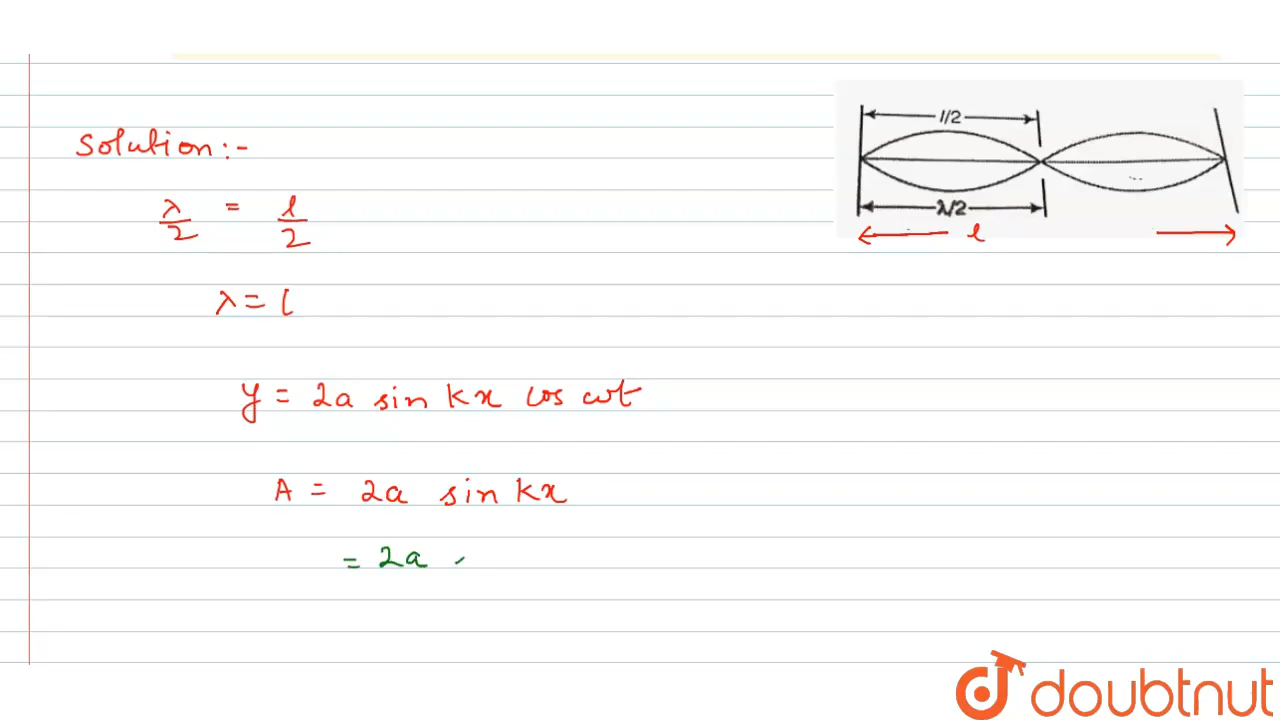 Solution:-
λ/2 = l/2
λ = l
y = 2a sin kx cos ωt
A = 2a sin kx
= 2a
l/2
λ/2
l
doubtnut